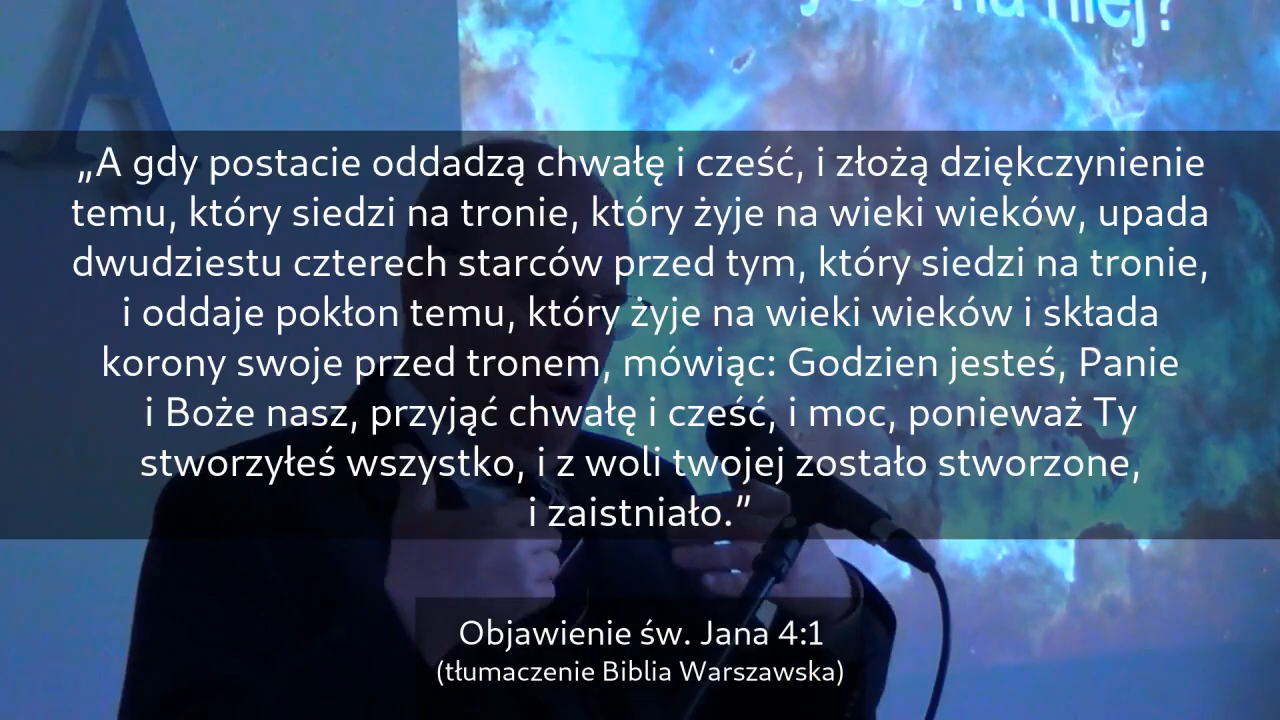 na niej?
A
„A gdy postacie oddadzą chwałę i cześć, i złożą dziękczynienie
temu, który siedzi na tronie, który żyje na wieki wieków, upada
dwudziestu czterech starców przed tym, który siedzi na tronie,
i oddaje pokłon temu, który żyje na wieki wieków i składa
korony swoje przed tronem, mówiąc: Godzien jesteś, Panie
i Boże nasz, przyjąć chwałę i cześć, i moc, ponieważ Ty
stworzyłeś wszystko, i z woli twojej zostało stworzone,
i zaistniało.”
Objawienie św. Jana 4:1
(tłumaczenie Biblia Warszawska)